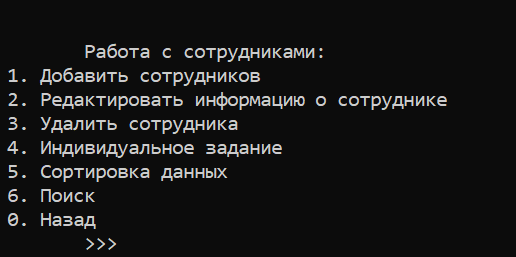 Работа с сотрудниками:
1. Добавить сотрудников
2. Редактировать информацию о сотруднике
3. Удалить сотрудника
4. Индивидуальное задание
5. Сортировка данных
6. Поиск
0. Назад
>>>